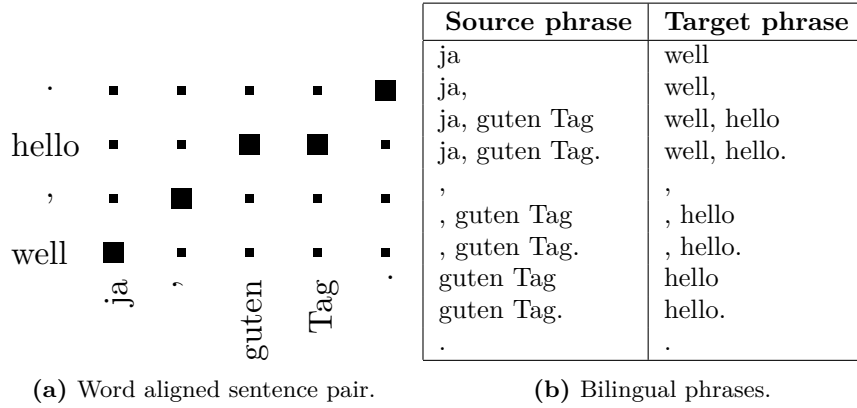 .
hello
,
well
ja , guten Tag .
(a) Word aligned sentence pair.
Source phrase Target phrase
ja well
ja, well,
ja, guten Tag well, hello
ja, guten Tag. well, hello.
, ,
, guten Tag , hello
, guten Tag. , hello.
guten Tag hello
guten Tag. hello.
. .
(b) Bilingual phrases.